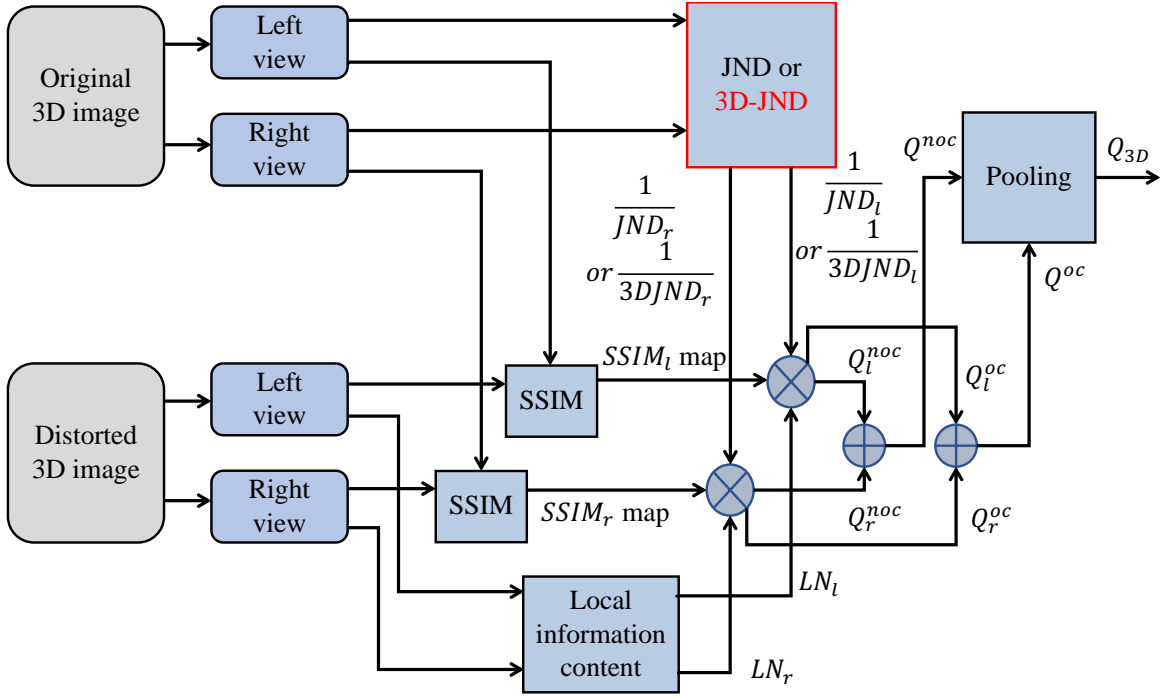 Original
3D image
Left
view
Right
view
JND or
3D-JND
1
JND_r
or 1
3DJND_r
1
JND_l
or 1
3DJND_l
Q^{noc}
Pooling
Q_{3D}
Q^{oc}
Distorted
3D image
Left
view
Right
view
SSIM
SSIM_l map
SSIM
SSIM_r map
Q_l^{noc}
Q_l^{oc}
Q_r^{noc}
Q_r^{oc}
Local
information
content
LN_l
LN_r